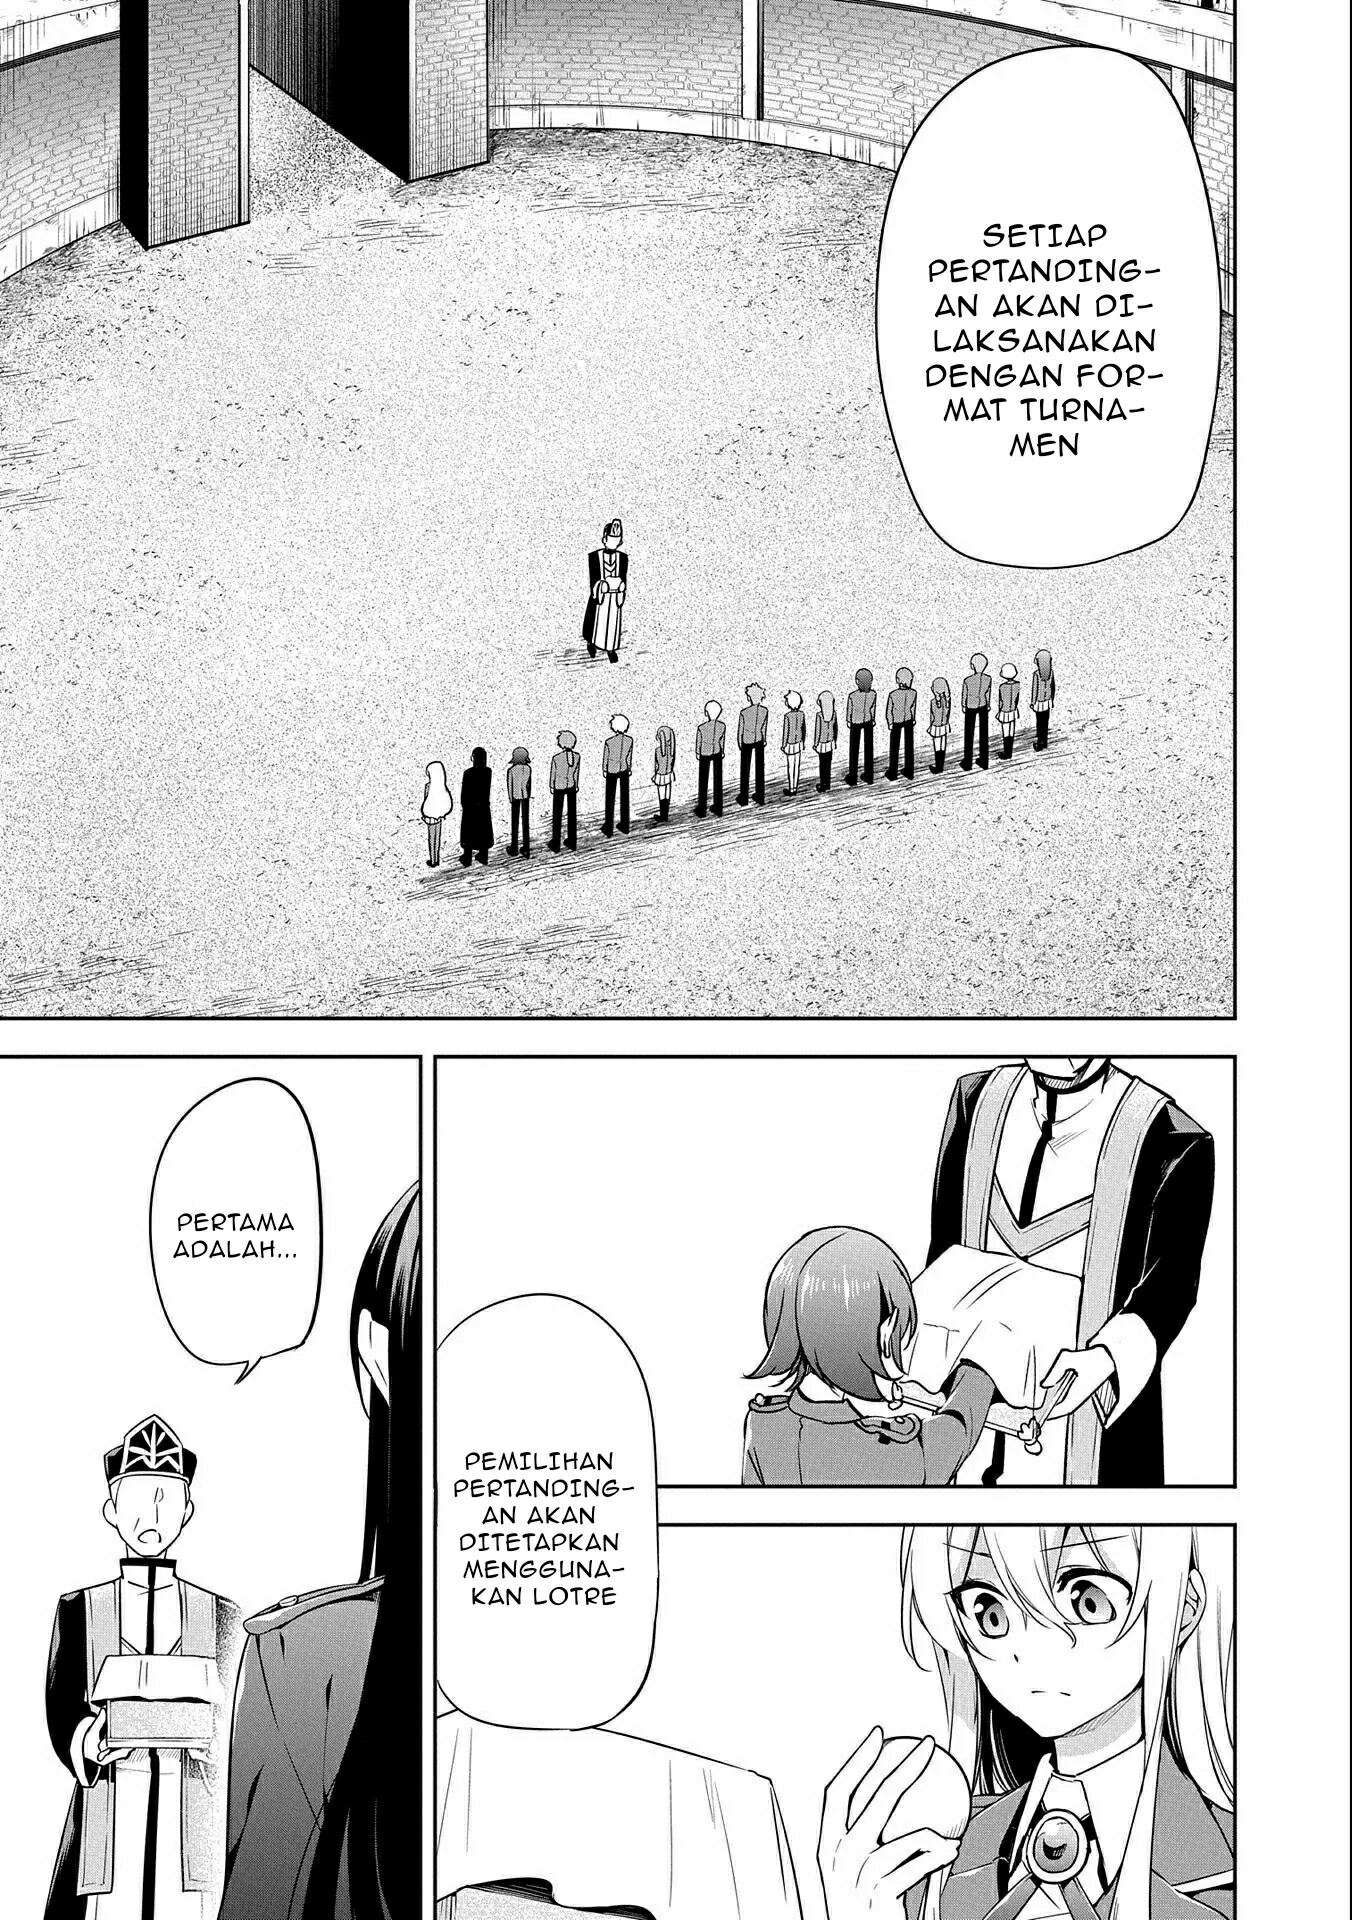 SETIAP
PERTANDING-
AN AKAN DI-
LAKSANAKAN
DENGAN FOR-
MAT TURNA-
MEN
PEMILIHAN
PERTANDING-
AN AKAN
DITETAPKAN
MENGGUNA-
KAN LOTRE
PERTAMA
ADALAH...